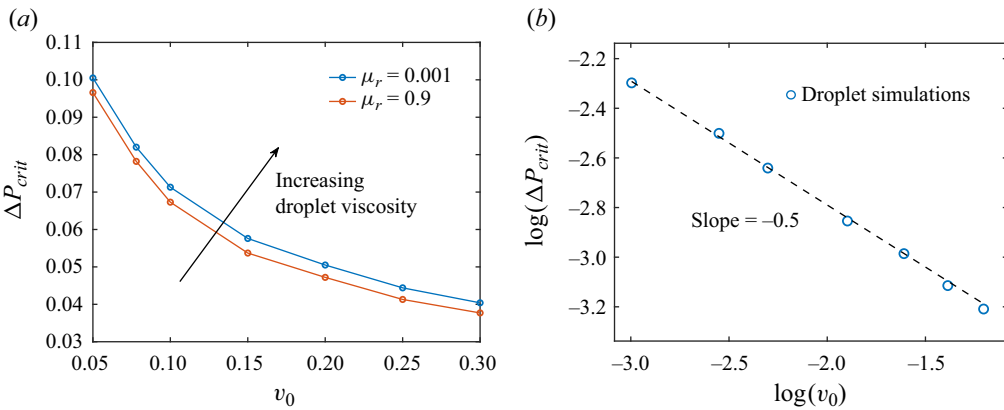 (a)
0.11
0.10
0.09
0.08
0.07
0.06
0.05
0.04
0.03
ΔP_crit
μ_r = 0.001
μ_r = 0.9
Increasing
droplet viscosity
0.05 0.10 0.15 0.20 0.25 0.30
v_0
(b)
–2.2
–2.4
–2.6
–2.8
–3.0
–3.2
log(ΔP_crit)
Droplet simulations
Slope = –0.5
–3.0 –2.5 –2.0 –1.5
log(v_0)